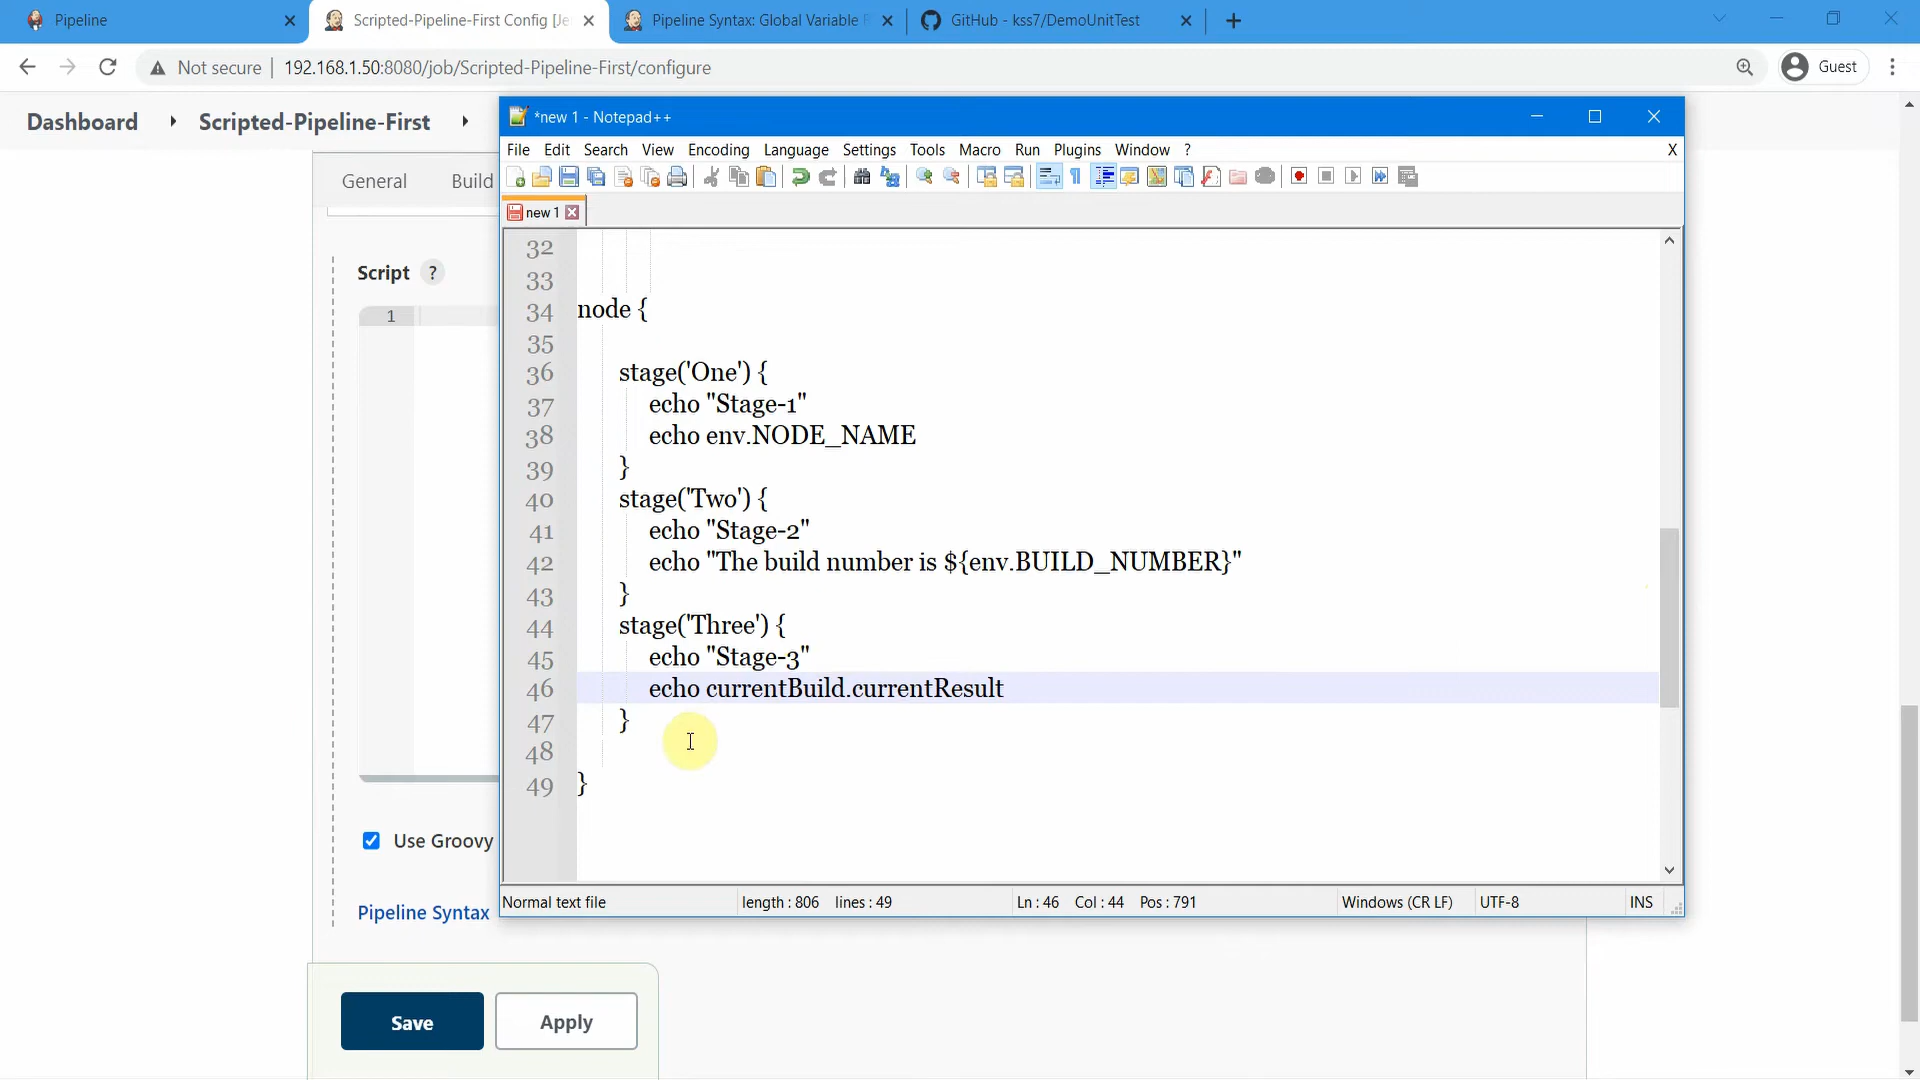 Pipeline
Scripted-Pipeline-First Config [Je
Pipeline Syntax: Global Variable R
GitHub - kss7/DemoUnitTest
Not secure
192.168.1.50:8080/job/Scripted-Pipeline-First/configure
Guest
Dashboard
Scripted-Pipeline-First
General
Build
Script ?
1
Use Groovy
Pipeline Syntax
Save
Apply
*new 1 - Notepad++
File Edit Search View Encoding Language Settings Tools Macro Run Plugins Window ? X
new 1
32
33
34 node {
35
36 stage('One') {
37 echo "Stage-1"
38 echo env.NODE_NAME
39 }
40 stage('Two') {
41 echo "Stage-2"
42 echo "The build number is ${env.BUILD_NUMBER}"
43 }
44 stage('Three') {
45 echo "Stage-3"
46 echo currentBuild.currentResult
47 }
48
49 }
Normal text file length : 806 lines : 49 Ln : 46 Col : 44 Pos : 791 Windows (CR LF) UTF-8 INS